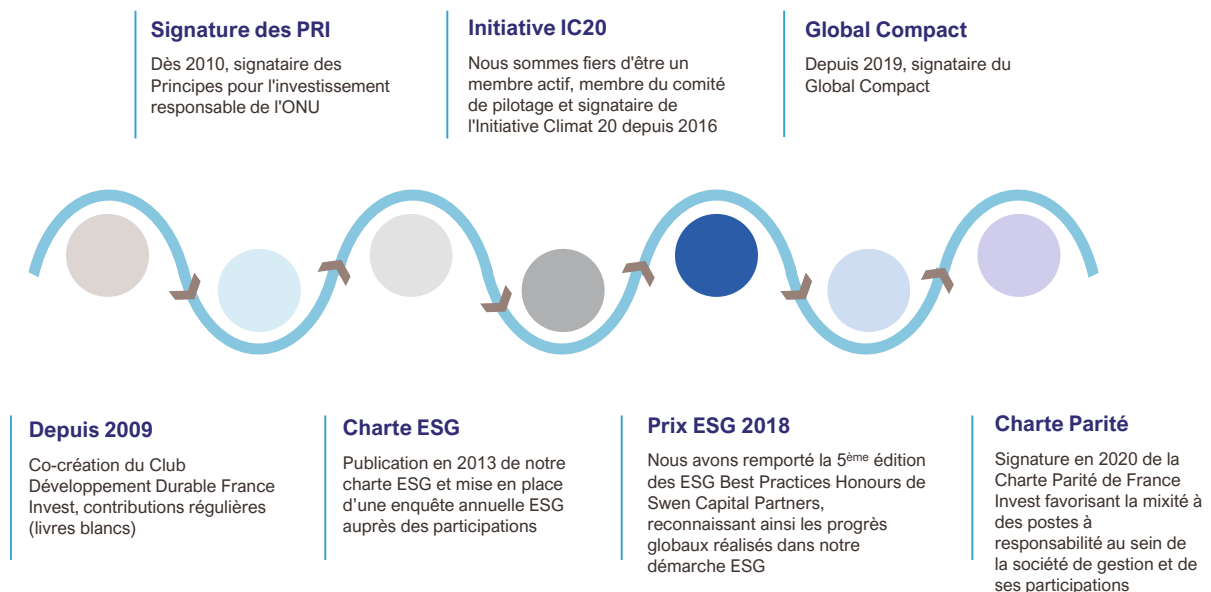 Signature des PRI
Dès 2010, signataire des
Principes pour l'investissement
responsable de l'ONU
Initiative IC20
Nous sommes fiers d'être un
membre actif, membre du comité
de pilotage et signataire de
l'Initiative Climat 20 depuis 2016
Global Compact
Depuis 2019, signataire du
Global Compact
Depuis 2009
Co-création du Club
Développement Durable France
Invest, contributions régulières
(livres blancs)
Charte ESG
Publication en 2013 de notre
charte ESG et mise en place
d’une enquête annuelle ESG
auprès des participations
Prix ESG 2018
Nous avons remporté la 5ème édition
des ESG Best Practices Honours de
Swen Capital Partners,
reconnaissant ainsi les progrès
globaux réalisés dans notre
démarche ESG
Charte Parité
Signature en 2020 de la
Charte Parité de France
Invest favorisant la mixité à
des postes à
responsabilité au sein de
la société de gestion et de
ses participations